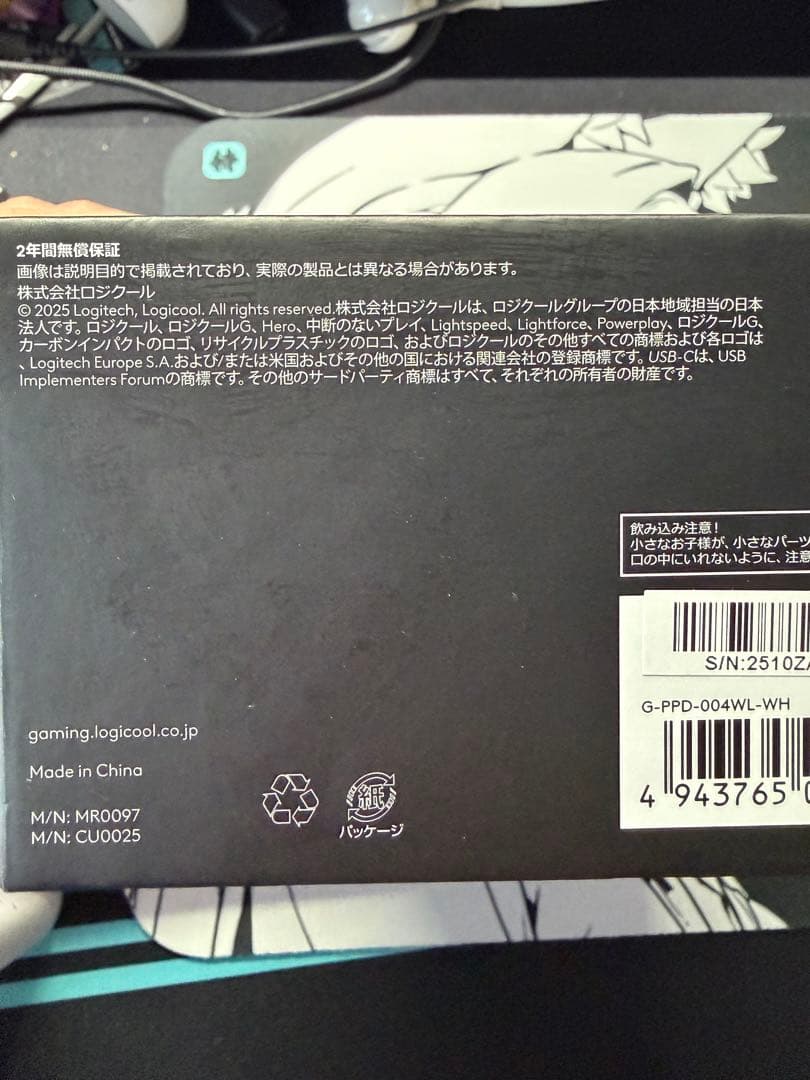 2年間無償保証
画像は説明目的で掲載されており、実際の製品とは異なる場合があります。
株式会社ロジクール
© 2025 Logitech, Logicool. All rights reserved.株式会社ロジクールは、ロジクールグループの日本地域担当の日本
法人です。ロジクール、ロジクールG、Hero、中断のないプレイ、Lightspeed、Lightforce、Powerplay、ロジクールG、
カーボンインパクトのロゴ、リサイクルプラスチックのロゴ、およびロジクールのその他すべての商標および各ロゴは
、Logitech Europe S.A.および/または米国およびその他の国における関連会社の登録商標です。USB-Cは、USB
Implementers Forumの商標です。その他のサードパーティ商標はすべて、それぞれの所有者の財産です。
飲み込み注意！
小さなお子様が、小さなパーツ
口の中にいれないように、注意
S/N:2510Z
G-PPD-004WL-WH
4 943765
gaming.logicool.co.jp
Made in China
M/N: MR0097
M/N: CU0025
紙
パッケージ